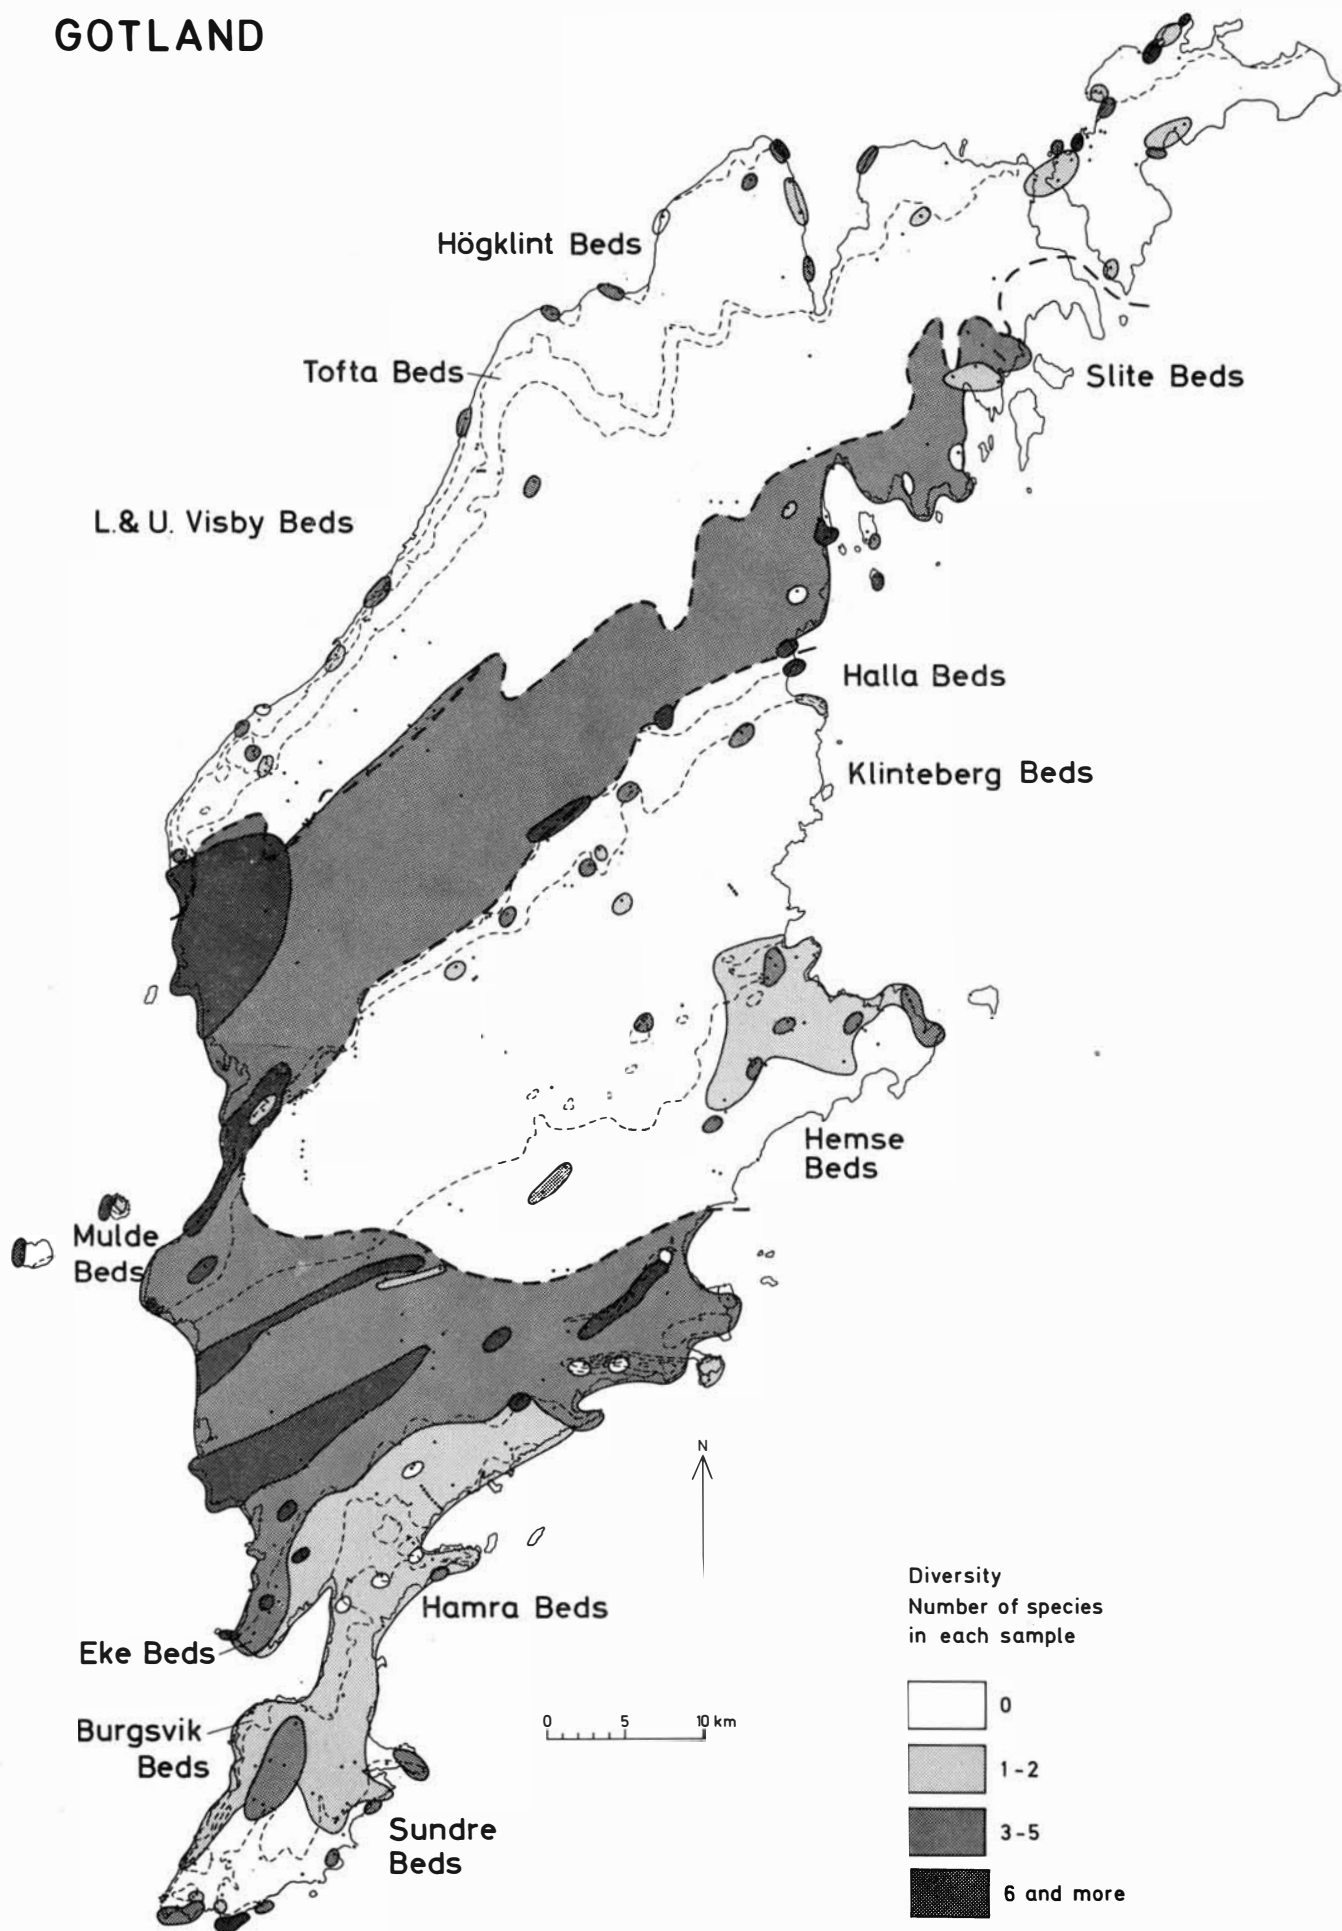 GOTLAND
Högklint Beds
Tofta Beds
Slite Beds
L.& U. Visby Beds
Halla Beds
Klinteberg Beds
Hemse
Beds
Mulde
Beds
N
Hamra Beds
Eke Beds
Burgsvik
Beds
0 5 10 km
Sundre
Beds
Diversity
Number of species
in each sample
0
1-2
3-5
6 and more